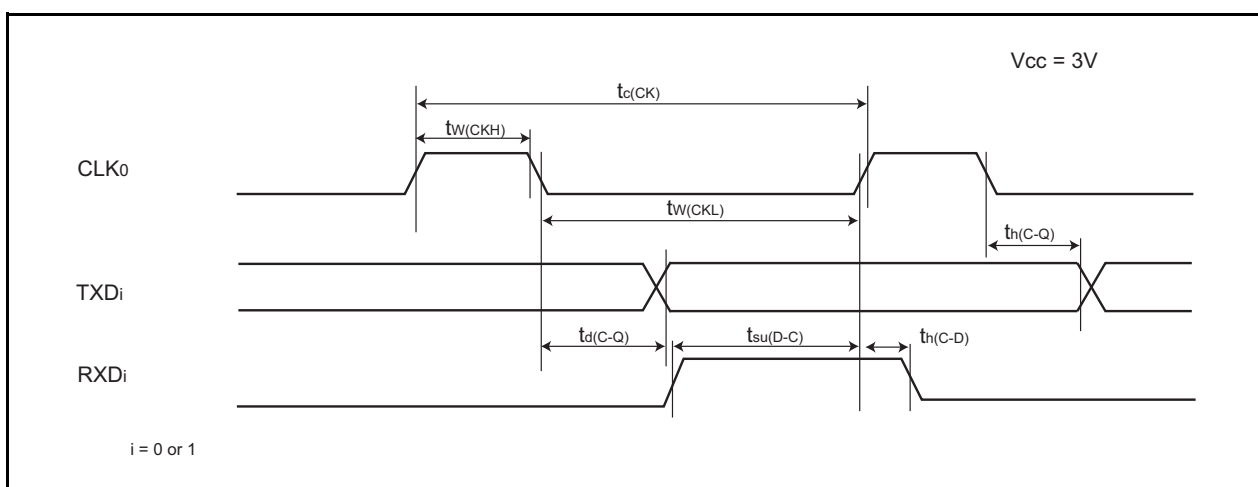 Vcc = 3V
tc(CK)
tW(CKH)
CLK0
tW(CKL)
th(C-Q)
TXDi
td(C-Q)
tsu(D-C)
th(C-D)
RXDi
i = 0 or 1